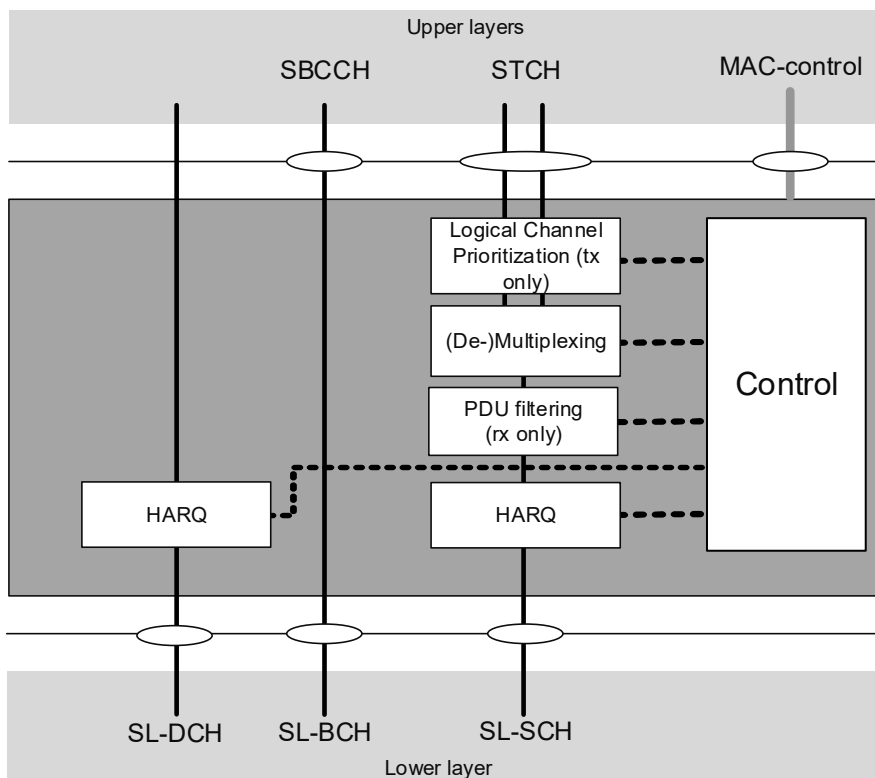 Upper layers
SBCCH
STCH
MAC-control
Logical Channel
Prioritization (tx
only)
(De-)Multiplexing
PDU filtering
(rx only)
Control
HARQ
HARQ
SL-DCH
SL-BCH
SL-SCH
Lower layer